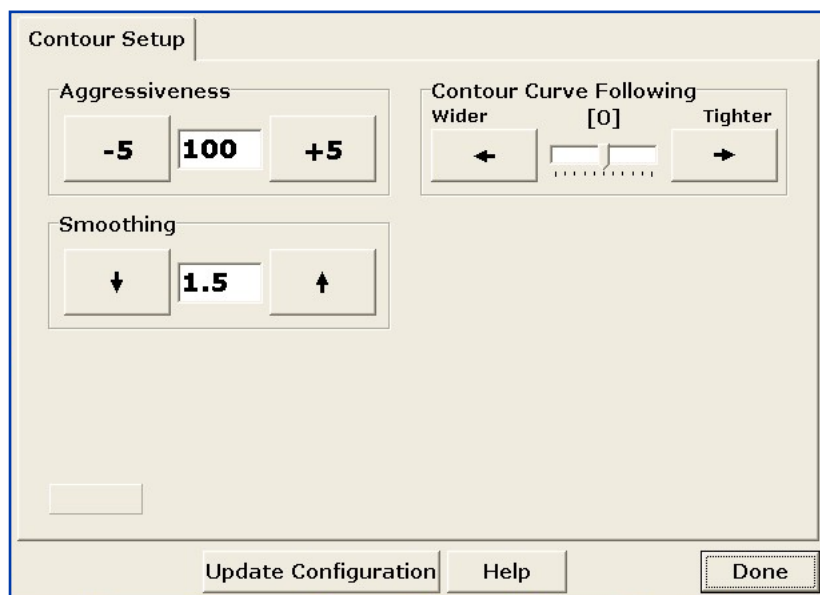 Contour Setup
Aggressiveness
-5 100 +5
Contour Curve Following
Wider [0] Tighter
Smoothing
1.5
Update Configuration Help Done